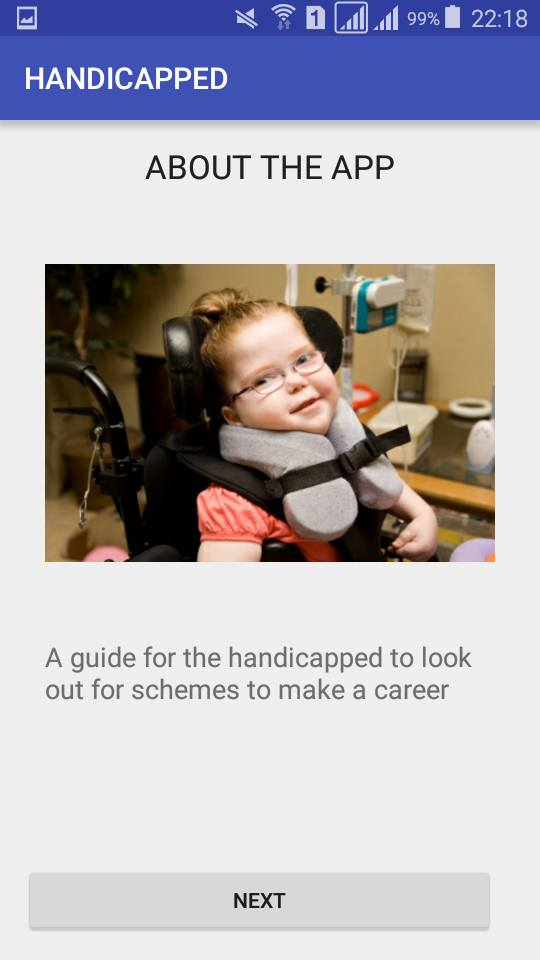 1 99% 22:18
HANDICAPPED
ABOUT THE APP
A guide for the handicapped to look
out for schemes to make a career
NEXT